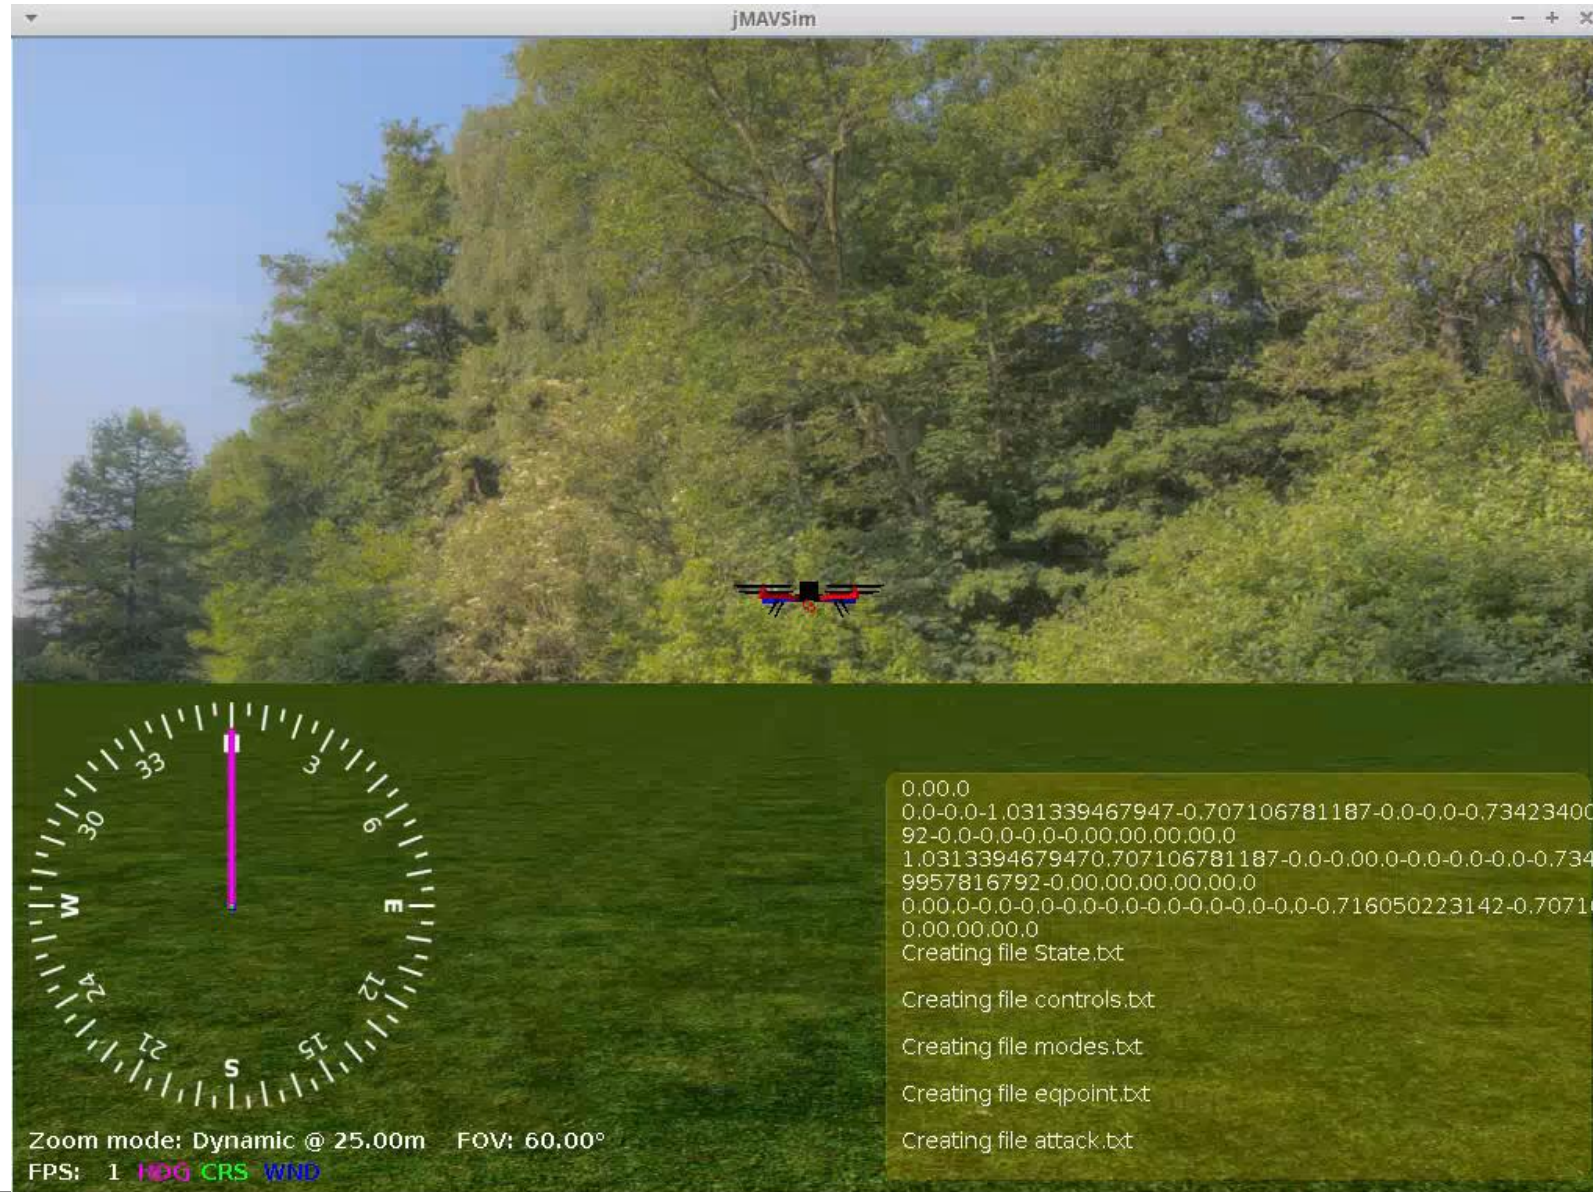 jMAVSim
33
3
30
6
W
E
24
12
21
15
S
0.00.0
0.0-0.0-1.031339467947-0.707106781187-0.0-0.0-0.73423400
92-0.0-0.0-0.0-0.00.00.00.00.0
1.0313394679470.707106781187-0.0-0.00.0-0.0-0.0-0.0-0.734
9957816792-0.00.00.00.00.00.0
0.00.0-0.0-0.0-0.0-0.0-0.0-0.0-0.0-0.0-0.716050223142-0.7071
0.00.00.00.0
Creating file State.txt
Creating file controls.txt
Creating file modes.txt
Creating file eqpoint.txt
Creating file attack.txt
Zoom mode: Dynamic @ 25.00m FOV: 60.00°
FPS: 1 HDG CRS WND